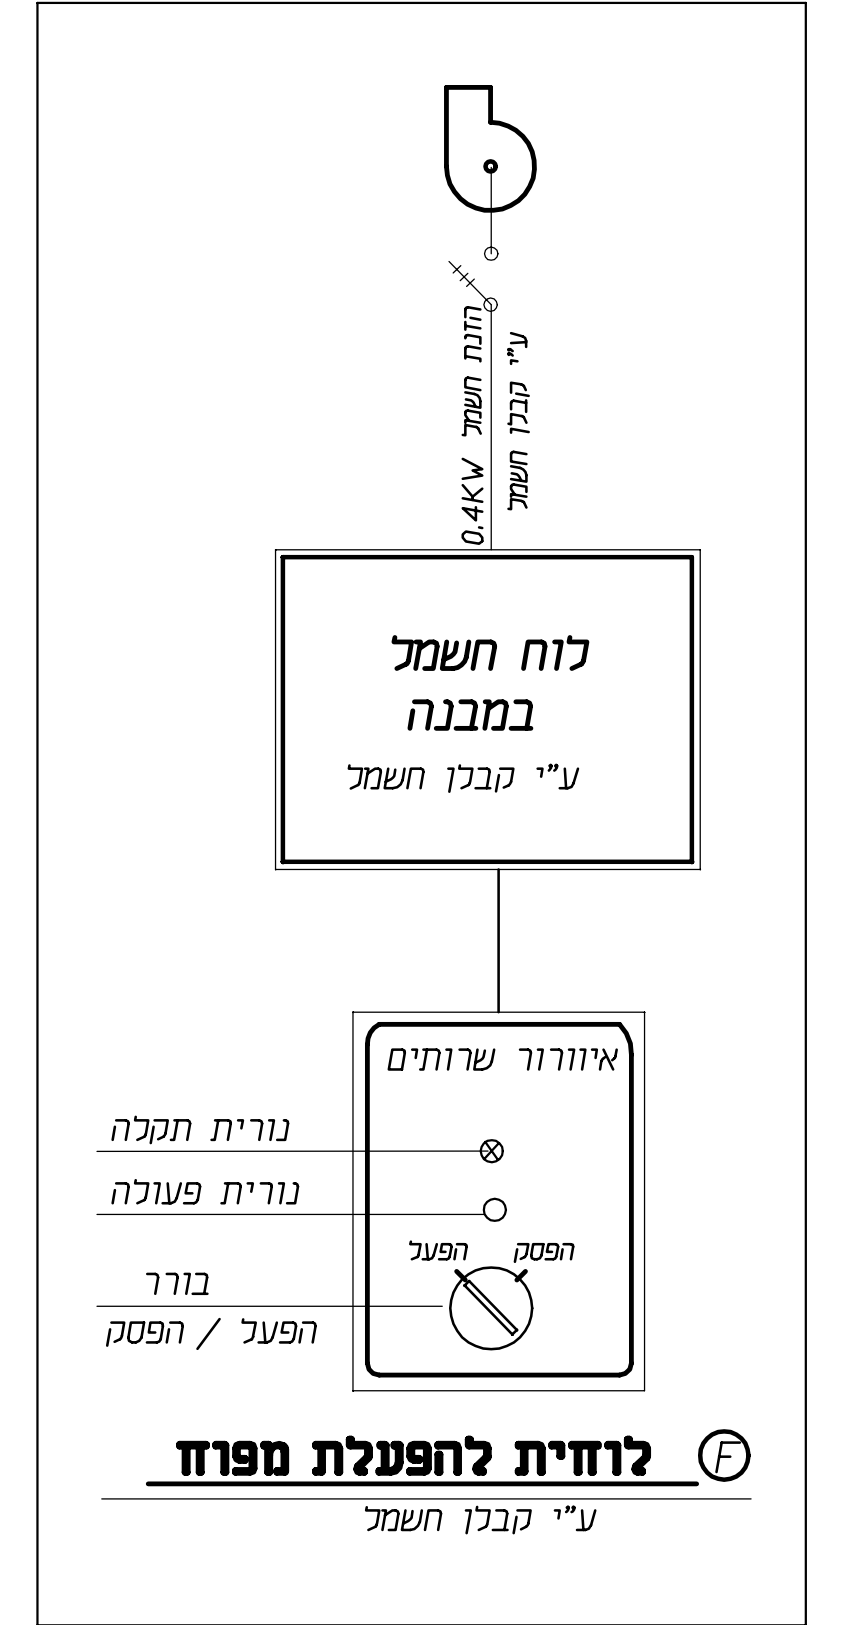 הזנת חשמל 0.4KW
ע"י קבלן חשמל
לוח חשמל
במבנה
ע"י קבלן חשמל
איוורור שרותים
נורית תקלה
נורית פעולה
הפעל
הפסק
בורר
הפעל / הפסק
לוחית להפעלת מפוח
F
ע"י קבלן חשמל